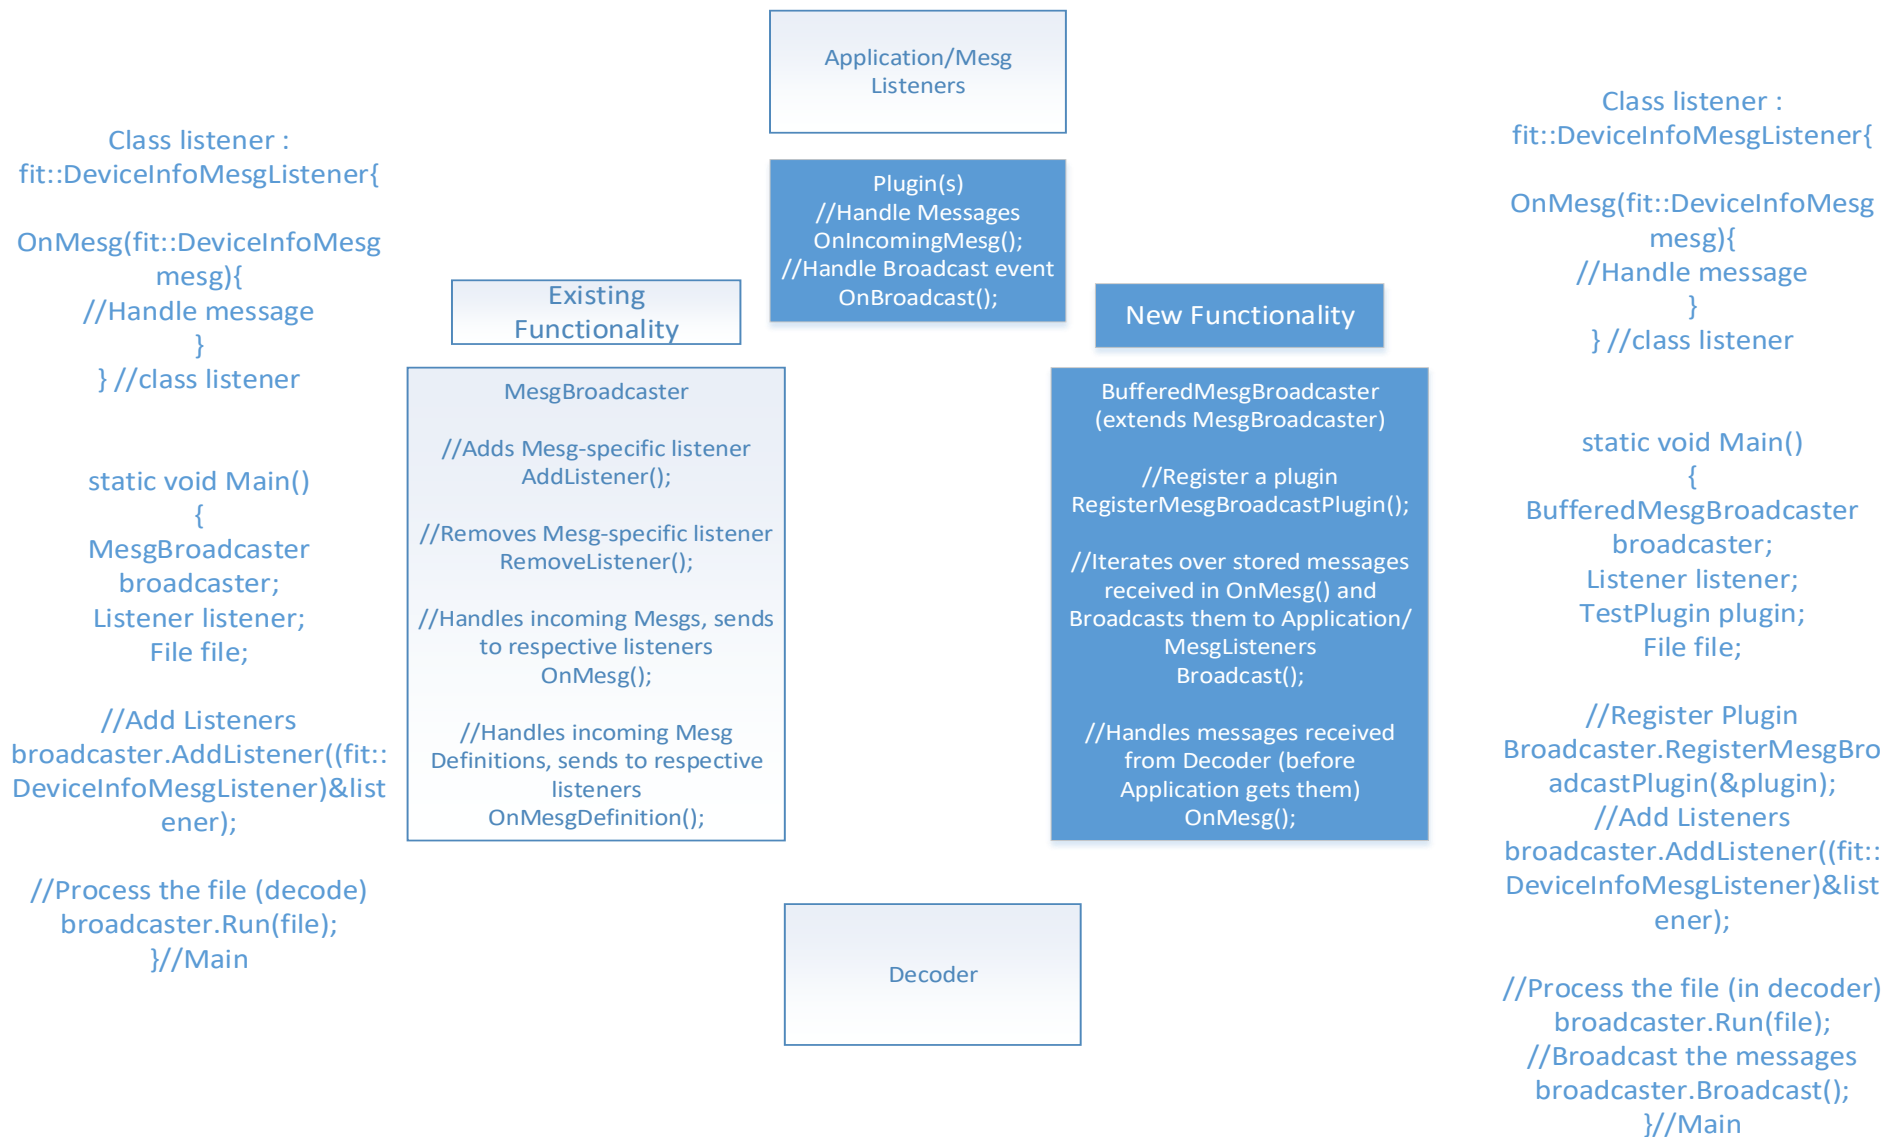 Application/Mesg
Listeners
Class listener :
fit::DeviceInfoMesgListener{
OnMesg(fit::DeviceInfoMesg
mesg){
//Handle message
}
} //class listener
static void Main()
{
MesgBroadcaster
broadcaster;
Listener listener;
File file;
//Add Listeners
broadcaster.AddListener((fit::
DeviceInfoMesgListener)&list
ener);
//Process the file (decode)
broadcaster.Run(file);
}//Main
Existing
Functionality
MesgBroadcaster
//Adds Mesg-specific listener
AddListener();
//Removes Mesg-specific listener
RemoveListener();
//Handles incoming Mesgs, sends
to respective listeners
OnMesg();
//Handles incoming Mesg
Definitions, sends to respective
listeners
OnMesgDefinition();
Plugin(s)
//Handle Messages
OnIncomingMesg();
//Handle Broadcast event
OnBroadcast();
Decoder
New Functionality
BufferedMesgBroadcaster
(extends MesgBroadcaster)
//Register a plugin
RegisterMesgBroadcastPlugin();
//Iterates over stored messages
received in OnMesg() and
Broadcasts them to Application/
MesgListeners
Broadcast();
//Handles messages received
from Decoder (before
Application gets them)
OnMesg();
Class listener :
fit::DeviceInfoMesgListener{
OnMesg(fit::DeviceInfoMesg
mesg){
//Handle message
}
} //class listener
static void Main()
{
BufferedMesgBroadcaster
broadcaster;
Listener listener;
TestPlugin plugin;
File file;
//Register Plugin
Broadcaster.RegisterMesgBro
adcastPlugin(&plugin);
//Add Listeners
broadcaster.AddListener((fit::
DeviceInfoMesgListener)&list
ener);
//Process the file (in decoder)
broadcaster.Run(file);
//Broadcast the messages
broadcaster.Broadcast();
}//Main